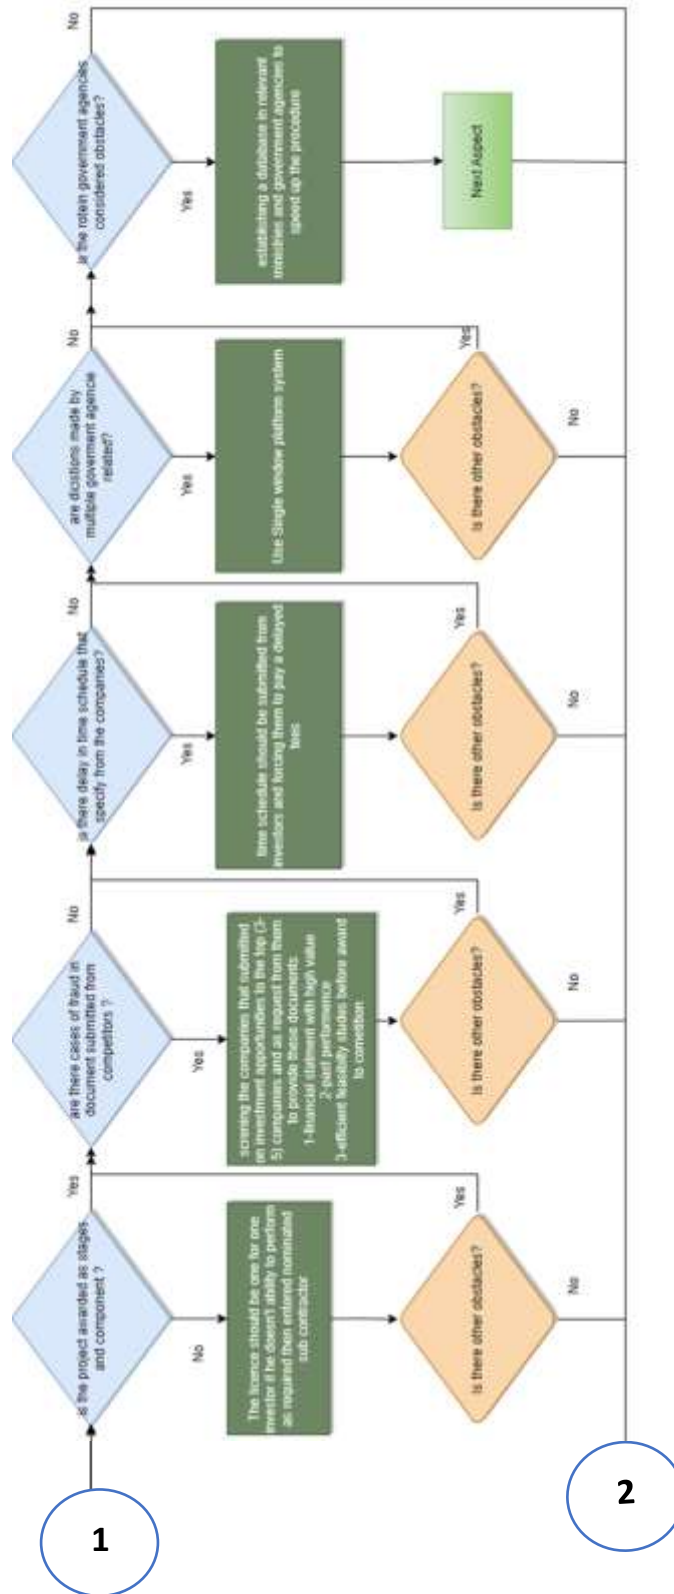 1
is the project awarded as stages
and component ?
Yes
No
The licence should be one for one
investor if he doesn't ability to perform
as required then entered nominated
sub contractor
Is there other obstacles?
Yes
No
are there cases of fraud in
document submitted from
competitors ?
No
Yes
scrining the companies that submitted
on investment opportunities to the top (3-
5) companies and as request from them
to provide these documents
1-financial statement with high value
2-past performence
3-efficient feasibilty studies before award
to comietion
Is there other obstacles?
Yes
No
is there delay in time schedule that
specify from the companies?
No
Yes
time schedule should be submitted from
investors and forcing them to pay a delayed
fees
Is there other obstacles?
Yes
No
are dicistions made by
multiple goverment agencie
related?
No
Yes
Use Single window platform system
Is there other obstacles?
Yes
No
is the rotein government agencies
considered obstacles?
No
Yes
establishing a database in relevant
ministries and government agencies to
speed up the procedure
Next Aspect
2